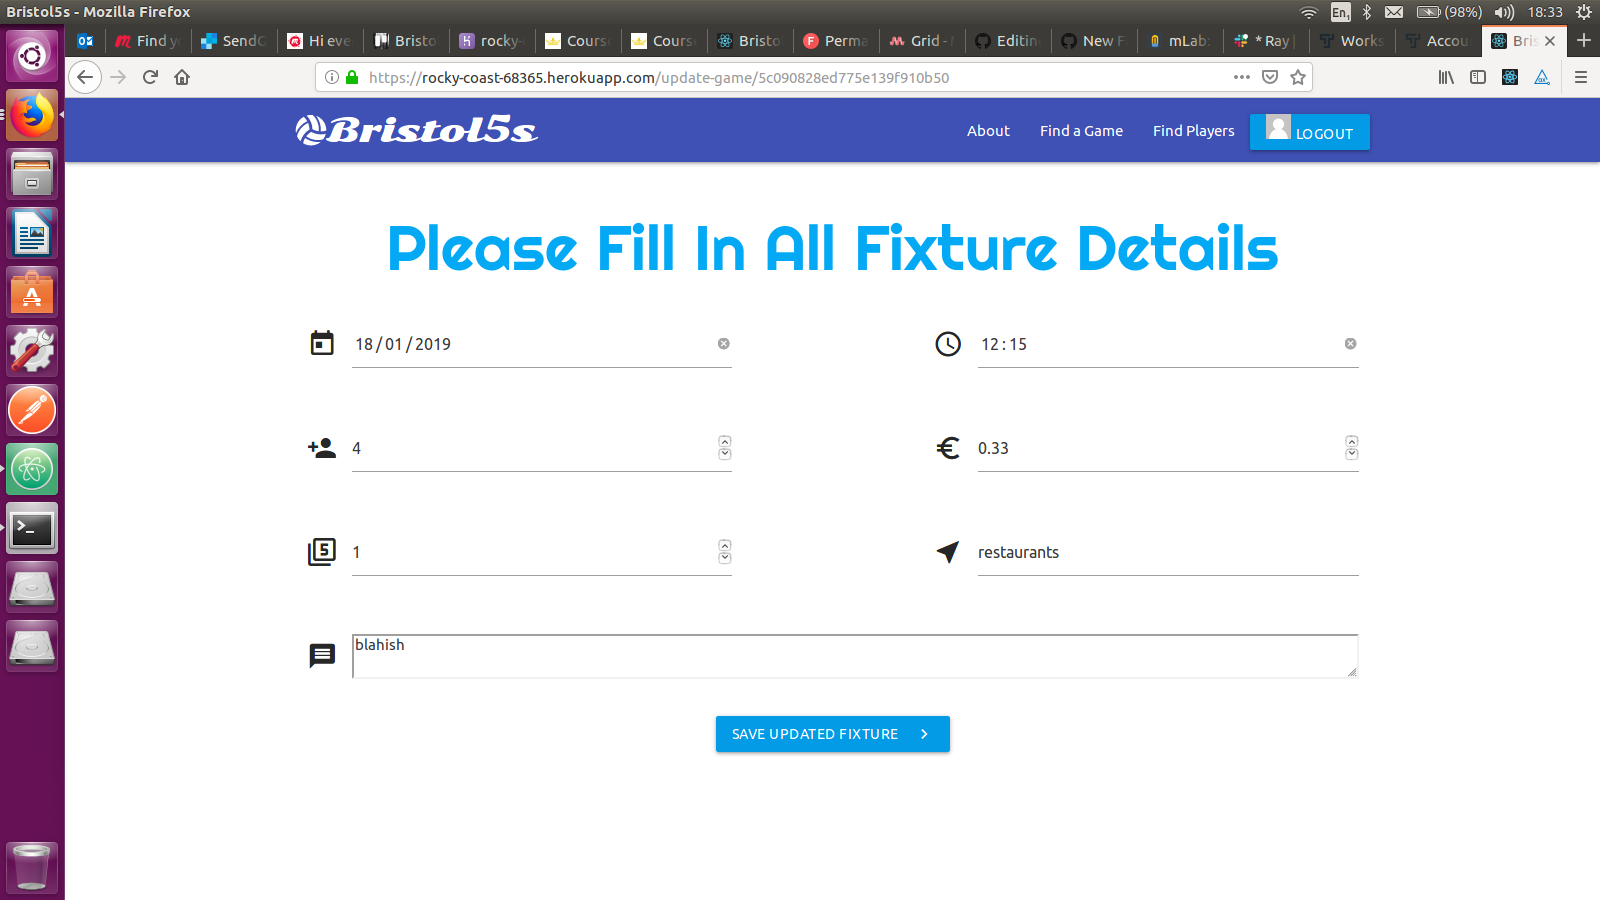 Bristol5s - Mozilla Firefox
En1 (98%) 18:33
Find SendG Hi eve Bristo rocky- Cours Cours Bristo Perma Grid - Editin New F mLab: * Ray Works Accou Bris
https://rocky-coast-68365.herokuapp.com/update-game/5c090828ed775e139f910b50
Bristol5s About Find a Game Find Players LOGOUT
Please Fill In All Fixture Details
18 / 01 / 2019 12 : 15
4 0.33
5 1 restaurants
blahish
SAVE UPDATED FIXTURE